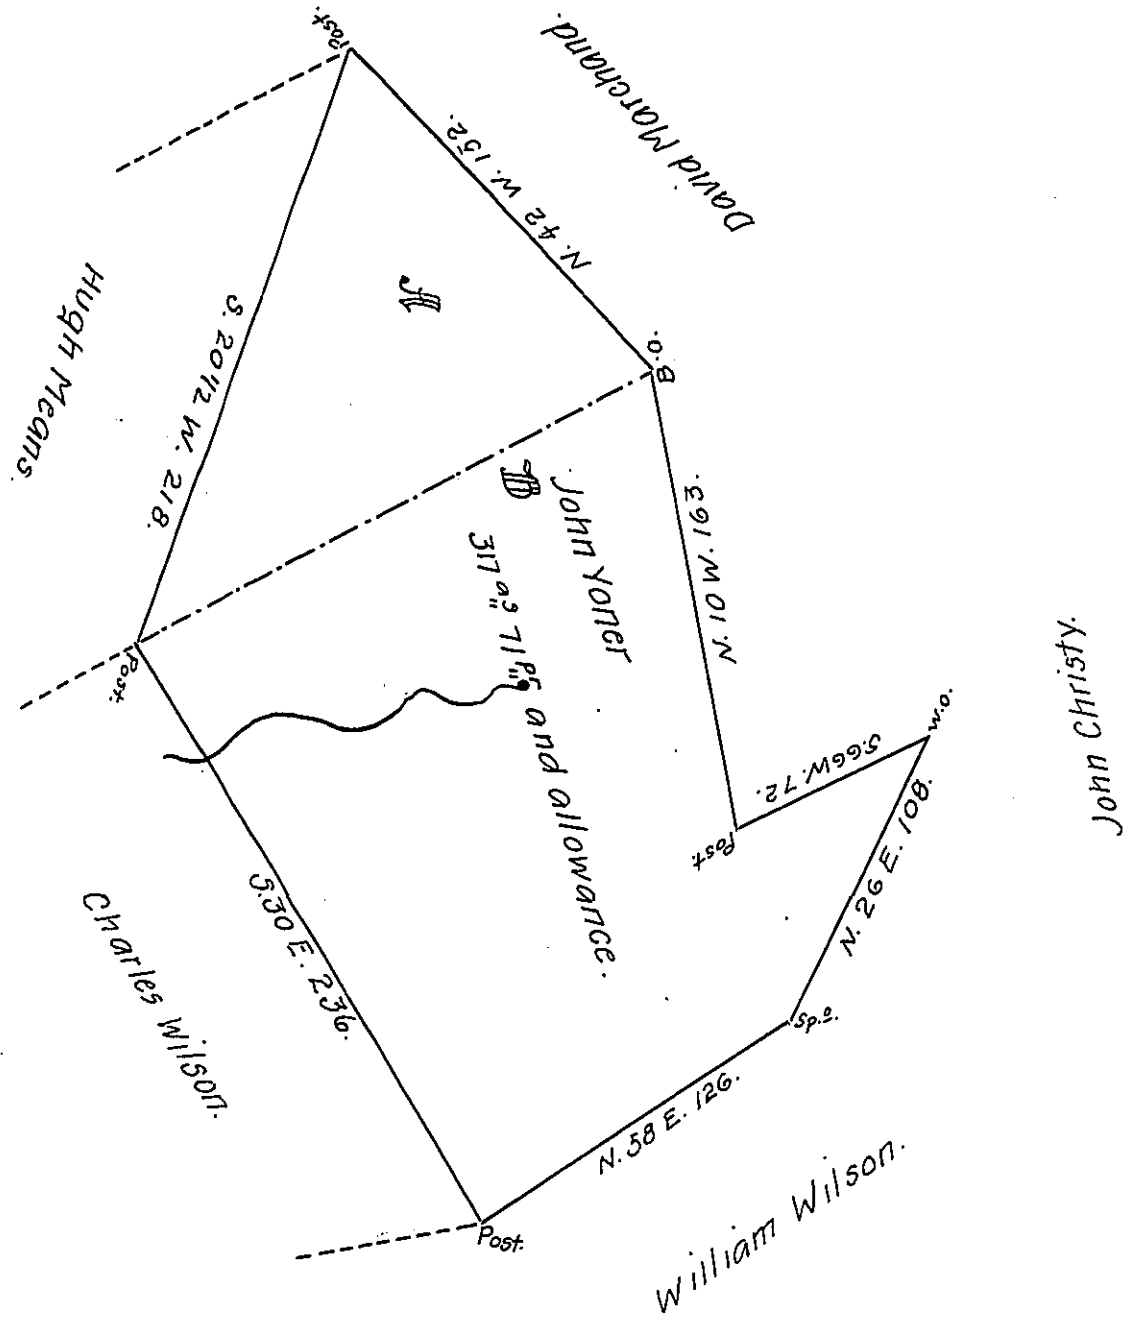 Post.
David Marchand.
N. 42 W. 152.
A
Hugh Means.
S. 20 1/2 W. 218.
B.O.
B
John Yoner
317 a.s 71 p.s and allowance.
N. 10 W. 163.
Post.
W.O.
S.66W.72.
Post.
John Christy.
N. 26 E. 108.
S.30 E. 236.
Charles Wilson.
Sp.o.
N. 58 E. 126.
Post.
William Wilson.